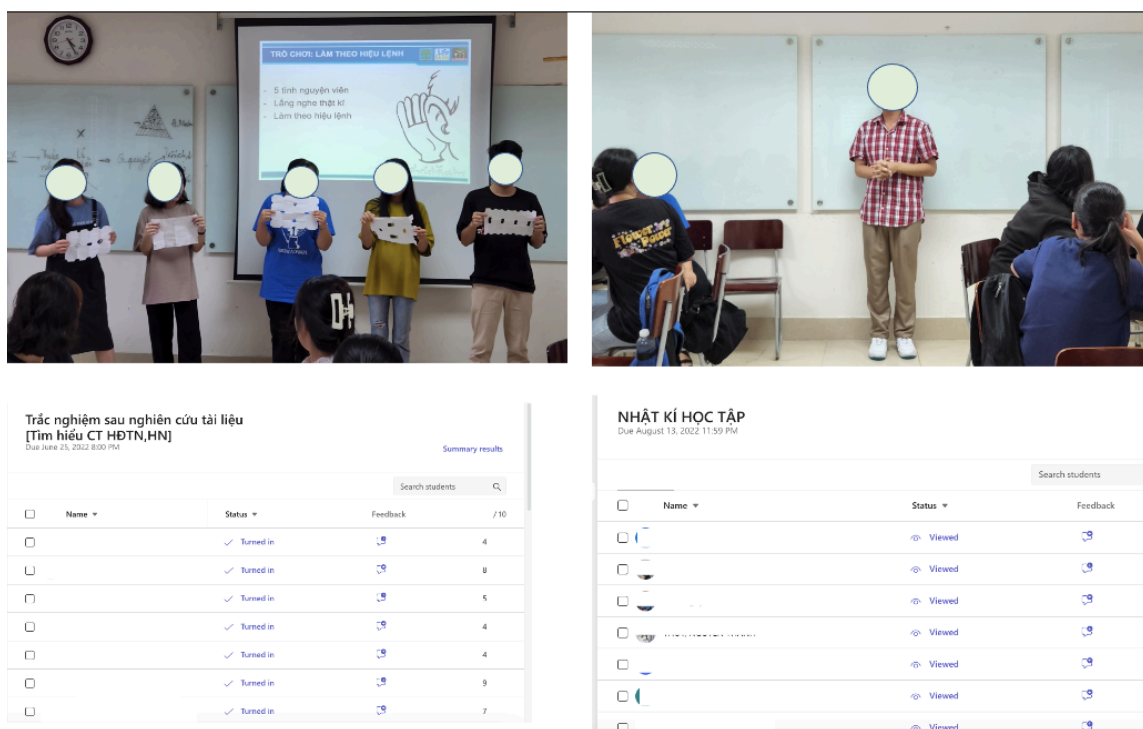 TRÒ CHƠI: LÀM THEO HIỆU LỆNH
- 5 tình nguyện viên
- Lắng nghe thật kĩ
- Làm theo hiệu lệnh
Flower
Power
Trắc nghiệm sau nghiên cứu tài liệu
[Tìm hiểu CT HĐTN,HN]
Due June 25, 2022 8:00 PM
Summary results
Search students
Name Status Feedback /10
Turned in 4
Turned in 8
Turned in 5
Turned in 4
Turned in 4
Turned in 9
Turned in 7
NHẬT KÍ HỌC TẬP
Due August 13, 2022 11:59 PM
Search students
Name Status Feedback
Viewed
Viewed
Viewed
Viewed
Viewed
Viewed
Viewed